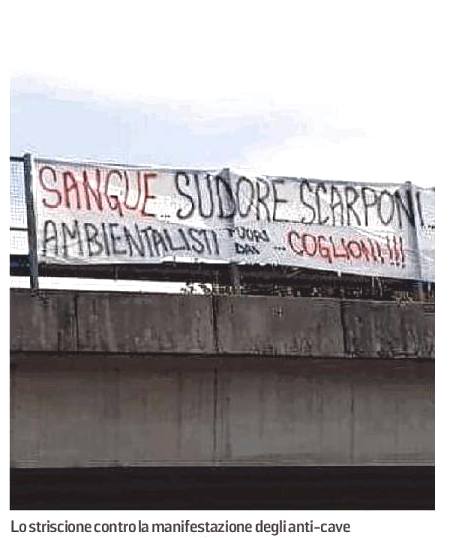 SANGUE... SUDORE SCARPONI...
AMBIENTALISTI FUORI DAI ... COGLIONI!!!
Lo striscione contro la manifestazione degli anti-cave